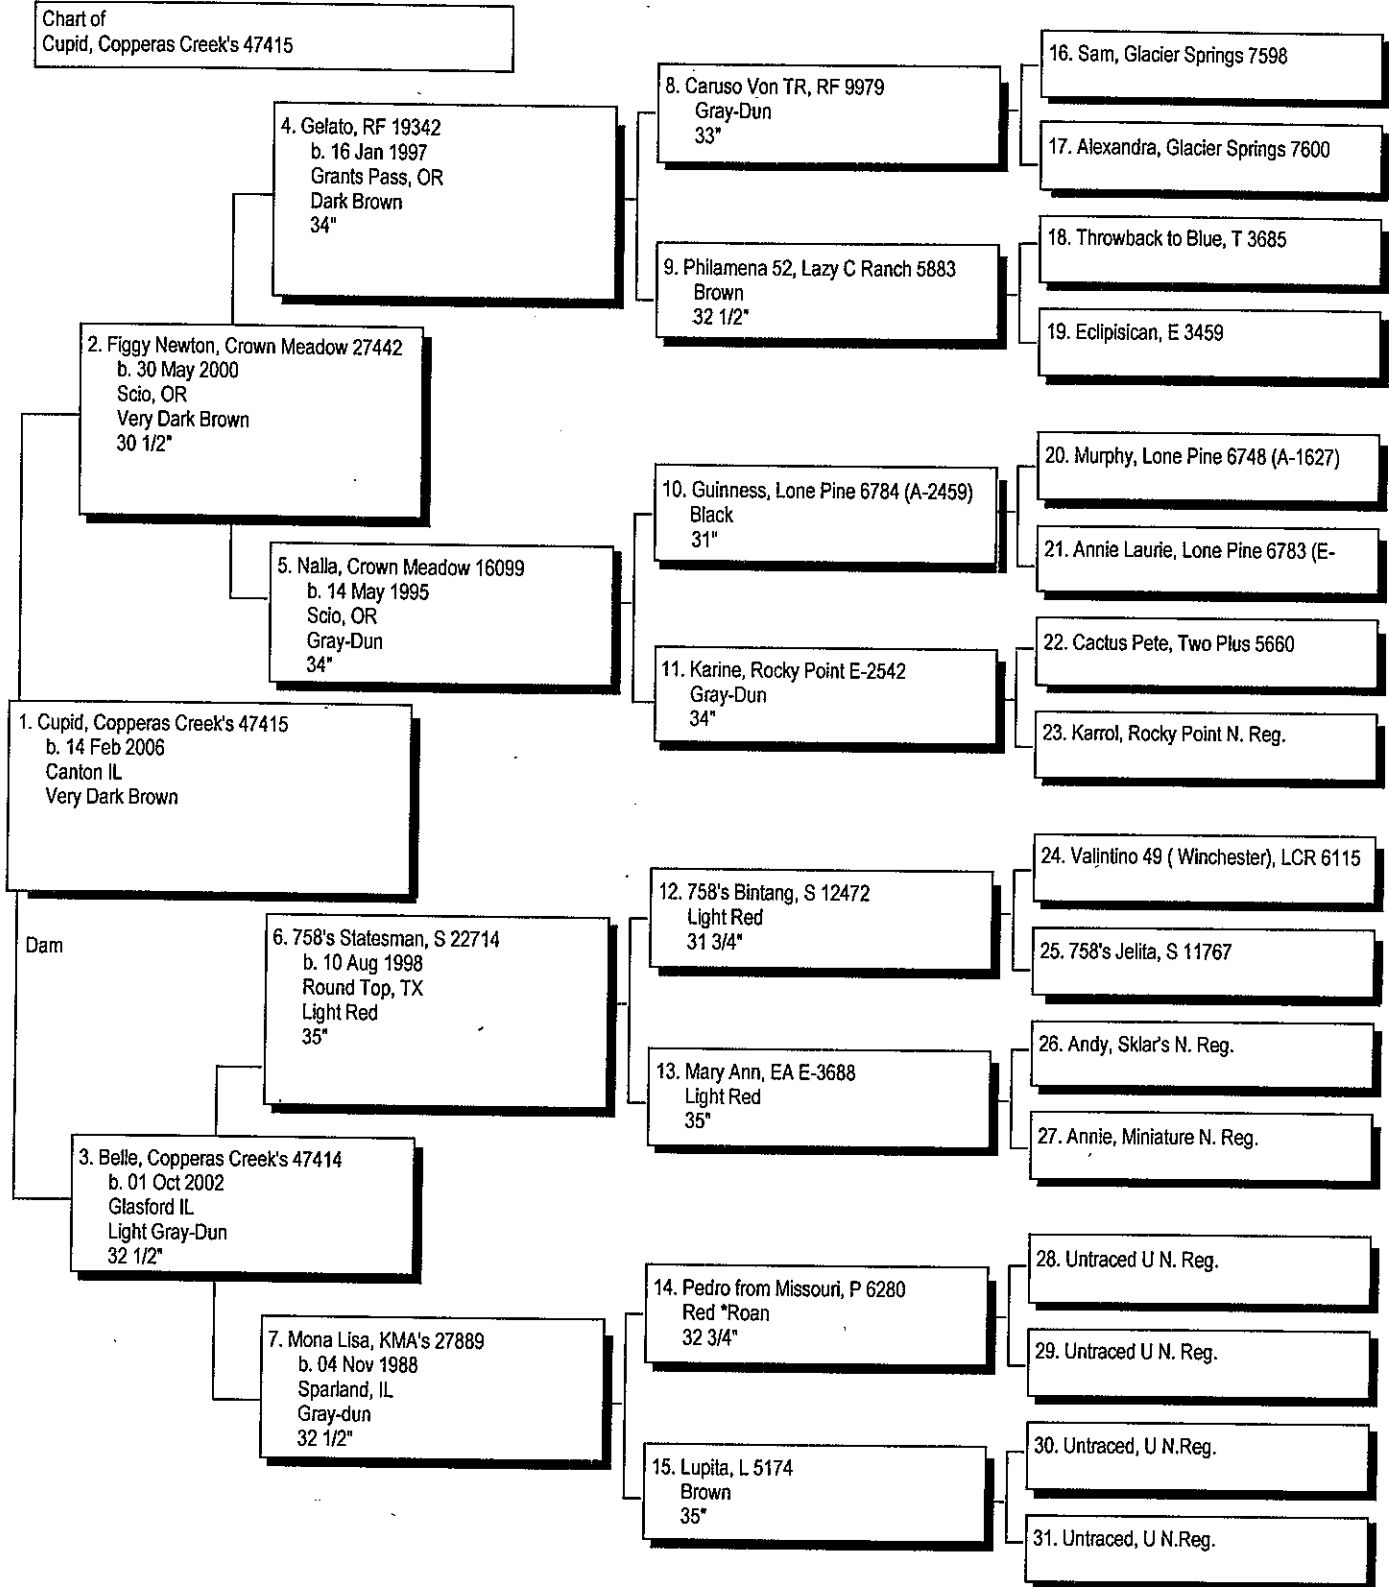 Chart of
Cupid, Copperas Creek's 47415
16. Sam, Glacier Springs 7598
8. Caruso Von TR, RF 9979
Gray-Dun
33"
4. Gelato, RF 19342
b. 16 Jan 1997
Grants Pass, OR
Dark Brown
34"
17. Alexandra, Glacier Springs 7600
18. Throwback to Blue, T 3685
9. Philamena 52, Lazy C Ranch 5883
Brown
32 1/2"
19. Eclipisican, E 3459
2. Figgy Newton, Crown Meadow 27442
b. 30 May 2000
Scio, OR
Very Dark Brown
30 1/2"
20. Murphy, Lone Pine 6748 (A-1627)
10. Guinness, Lone Pine 6784 (A-2459)
Black
31"
21. Annie Laurie, Lone Pine 6783 (E-
5. Nalla, Crown Meadow 16099
b. 14 May 1995
Scio, OR
Gray-Dun
34"
22. Cactus Pete, Two Plus 5660
11. Karine, Rocky Point E-2542
Gray-Dun
34"
23. Karrol, Rocky Point N. Reg.
1. Cupid, Copperas Creek's 47415
b. 14 Feb 2006
Canton IL
Very Dark Brown
24. Valintino 49 ( Winchester), LCR 6115
12. 758's Bintang, S 12472
Light Red
31 3/4"
25. 758's Jelita, S 11767
Dam
6. 758's Statesman, S 22714
b. 10 Aug 1998
Round Top, TX
Light Red
35"
26. Andy, Sklar's N. Reg.
13. Mary Ann, EA E-3688
Light Red
35"
27. Annie, Miniature N. Reg.
3. Belle, Copperas Creek's 47414
b. 01 Oct 2002
Glasford IL
Light Gray-Dun
32 1/2"
28. Untraced U N. Reg.
14. Pedro from Missouri, P 6280
Red *Roan
32 3/4"
29. Untraced U N. Reg.
7. Mona Lisa, KMA's 27889
b. 04 Nov 1988
Sparland, IL
Gray-dun
32 1/2"
30. Untraced, U N.Reg.
15. Lupita, L 5174
Brown
35"
31. Untraced, U N.Reg.